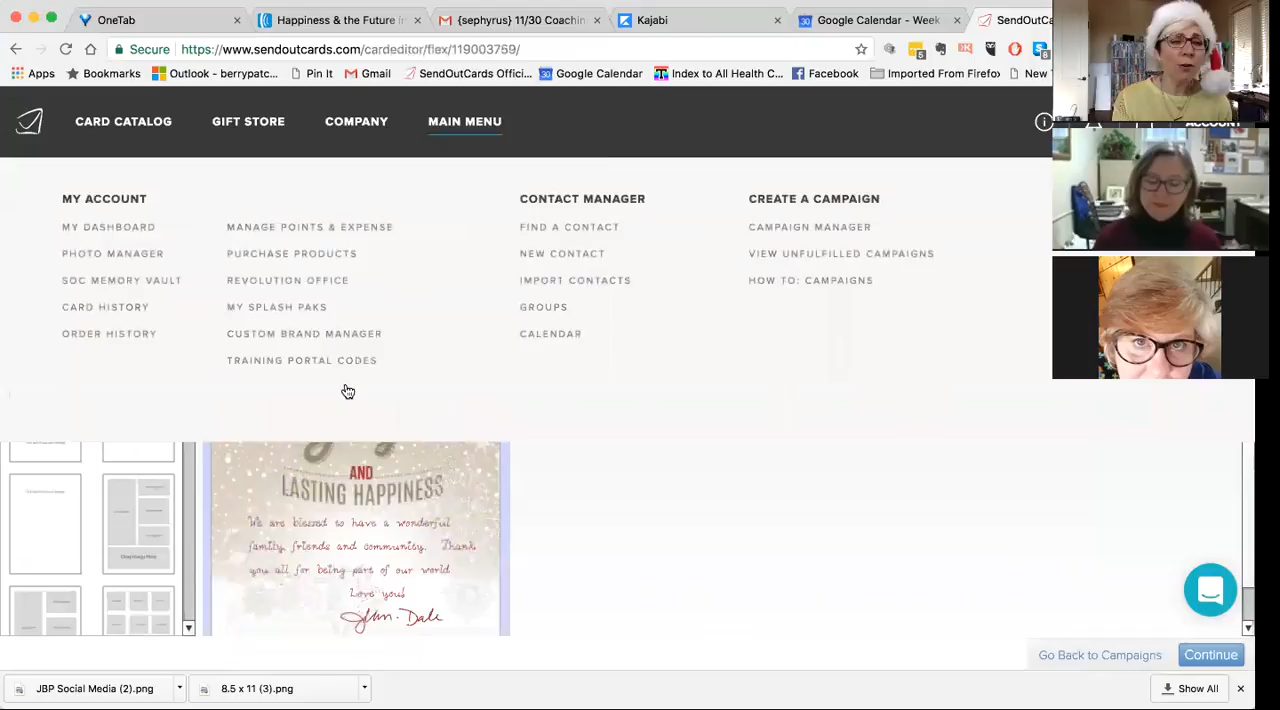 OneTab
Happiness & the Future i
{sephyrus} 11/30 Coachin
Kajabi
Google Calendar - Week
SendOutCa
Secure https://www.sendoutcards.com/cardeditor/flex/119003759/
Apps
Bookmarks
Outlook - berrypatc...
Pin It
Gmail
SendOutCards Offici...
Google Calendar
Index to All Health C...
Facebook
Imported From Firefox
New
CARD CATALOG
GIFT STORE
COMPANY
MAIN MENU
ACCOUNT
MY ACCOUNT
MY DASHBOARD
PHOTO MANAGER
SOC MEMORY VAULT
CARD HISTORY
ORDER HISTORY
MANAGE POINTS & EXPENSE
PURCHASE PRODUCTS
REVOLUTION OFFICE
MY SPLASH PAKS
CUSTOM BRAND MANAGER
TRAINING PORTAL CODES
CONTACT MANAGER
FIND A CONTACT
NEW CONTACT
IMPORT CONTACTS
GROUPS
CALENDAR
CREATE A CAMPAIGN
CAMPAIGN MANAGER
VIEW UNFULFILLED CAMPAIGNS
HOW TO: CAMPAIGNS
AND
LASTING HAPPINESS
We are blessed to have a wonderful
family, friends and community. Thank
you all for being part of our world
Love you!
Go Back to Campaigns
Continue
JBP Social Media (2).png
8.5 x 11 (3).png
Show All